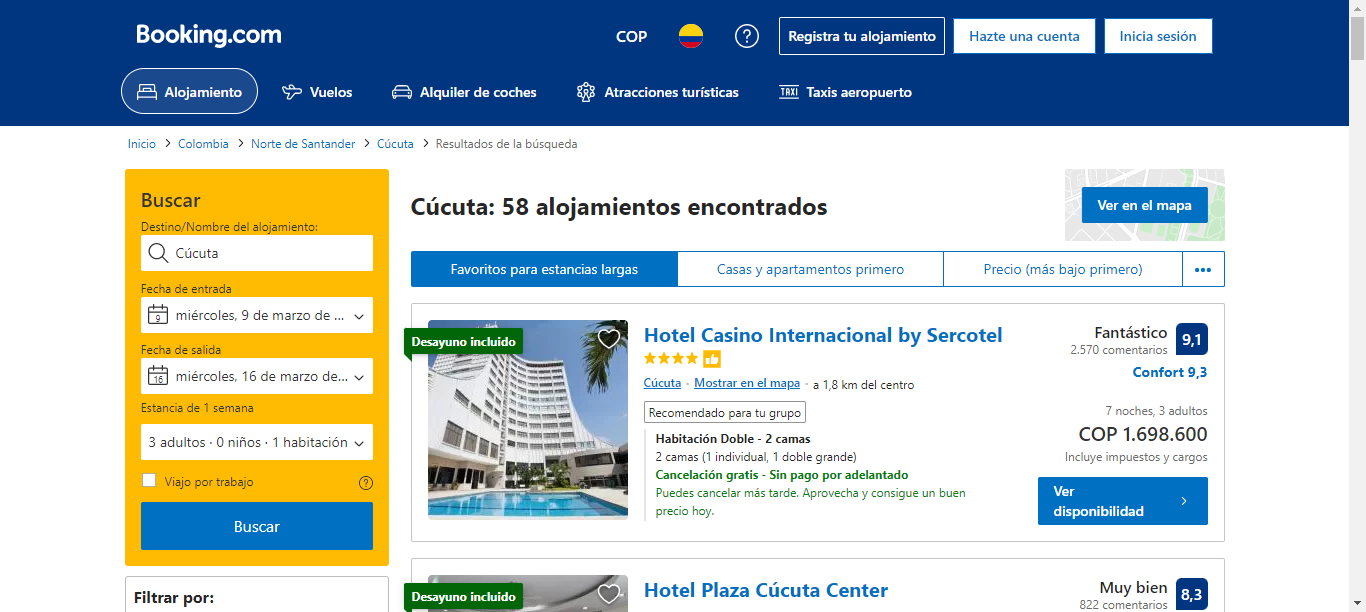 Booking.com
COP
Registra tu alojamiento
Hazte una cuenta
Inicia sesión
Alojamiento
Vuelos
Alquiler de coches
Atracciones turísticas
TAXI Taxis aeropuerto
Inicio > Colombia > Norte de Santander > Cúcuta > Resultados de la búsqueda
Buscar
Destino/Nombre del alojamiento:
Cúcuta
Fecha de entrada
9 miércoles, 9 de marzo de ...
Fecha de salida
16 miércoles, 16 de marzo de...
Estancia de 1 semana
3 adultos · 0 niños · 1 habitación
Viajo por trabajo
Buscar
Filtrar por:
Cúcuta: 58 alojamientos encontrados
Ver en el mapa
Favoritos para estancias largas
Casas y apartamentos primero
Precio (más bajo primero)
Desayuno incluido
Hotel Casino Internacional by Sercotel
Cúcuta · Mostrar en el mapa · a 1,8 km del centro
Recomendado para tu grupo
Habitación Doble - 2 camas
2 camas (1 individual, 1 doble grande)
Cancelación gratis - Sin pago por adelantado
Puedes cancelar más tarde. Aprovecha y consigue un buen
precio hoy.
Fantástico
2.570 comentarios
9,1
Confort 9,3
7 noches, 3 adultos
COP 1.698.600
Incluye impuestos y cargos
Ver
disponibilidad
Desayuno incluido
Hotel Plaza Cúcuta Center
Muy bien
822 comentarios
8,3